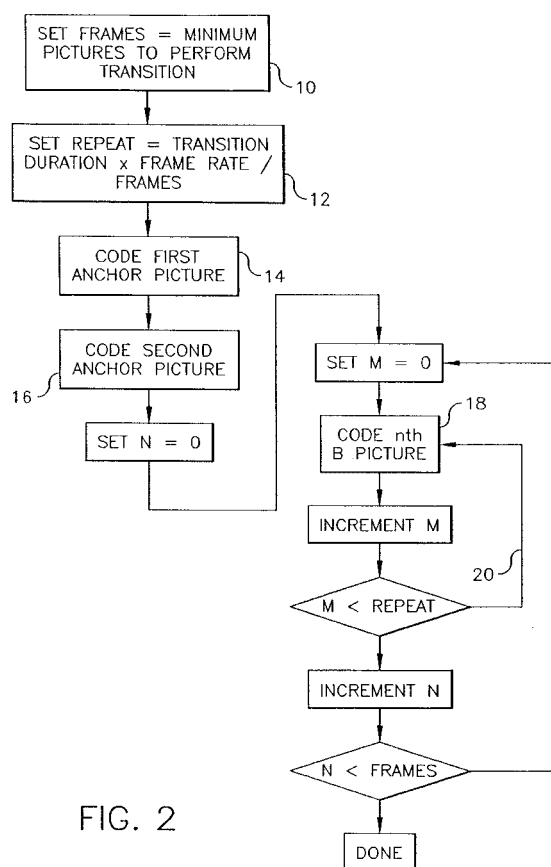 SET FRAMES = MINIMUM
PICTURES TO PERFORM
TRANSITION
10
SET REPEAT = TRANSITION
DURATION x FRAME RATE /
FRAMES
12
CODE FIRST
ANCHOR PICTURE
14
CODE SECOND
ANCHOR PICTURE
16
SET N = 0
SET M = 0
18
CODE nth
B PICTURE
INCREMENT M
20
M < REPEAT
INCREMENT N
N < FRAMES
DONE
FIG. 2